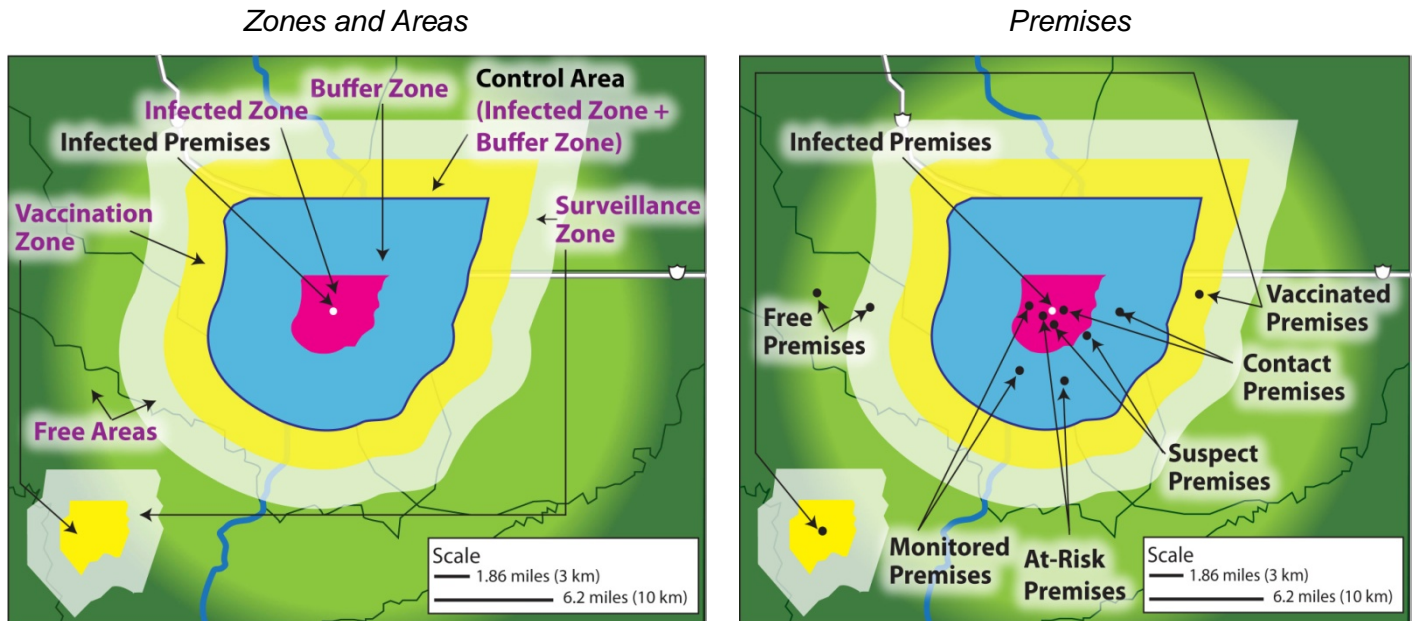 Zones and Areas
Buffer Zone
Control Area
(Infected Zone +
Buffer Zone)
Infected Zone
Infected Premises
Vaccination
Zone
Surveillance
Zone
Free Areas
Scale
1.86 miles (3 km)
6.2 miles (10 km)
Premises
Infected Premises
Free
Premises
Vaccinated
Premises
Contact
Premises
Suspect
Premises
Monitored
Premises
At-Risk
Premises
Scale
1.86 miles (3 km)
6.2 miles (10 km)